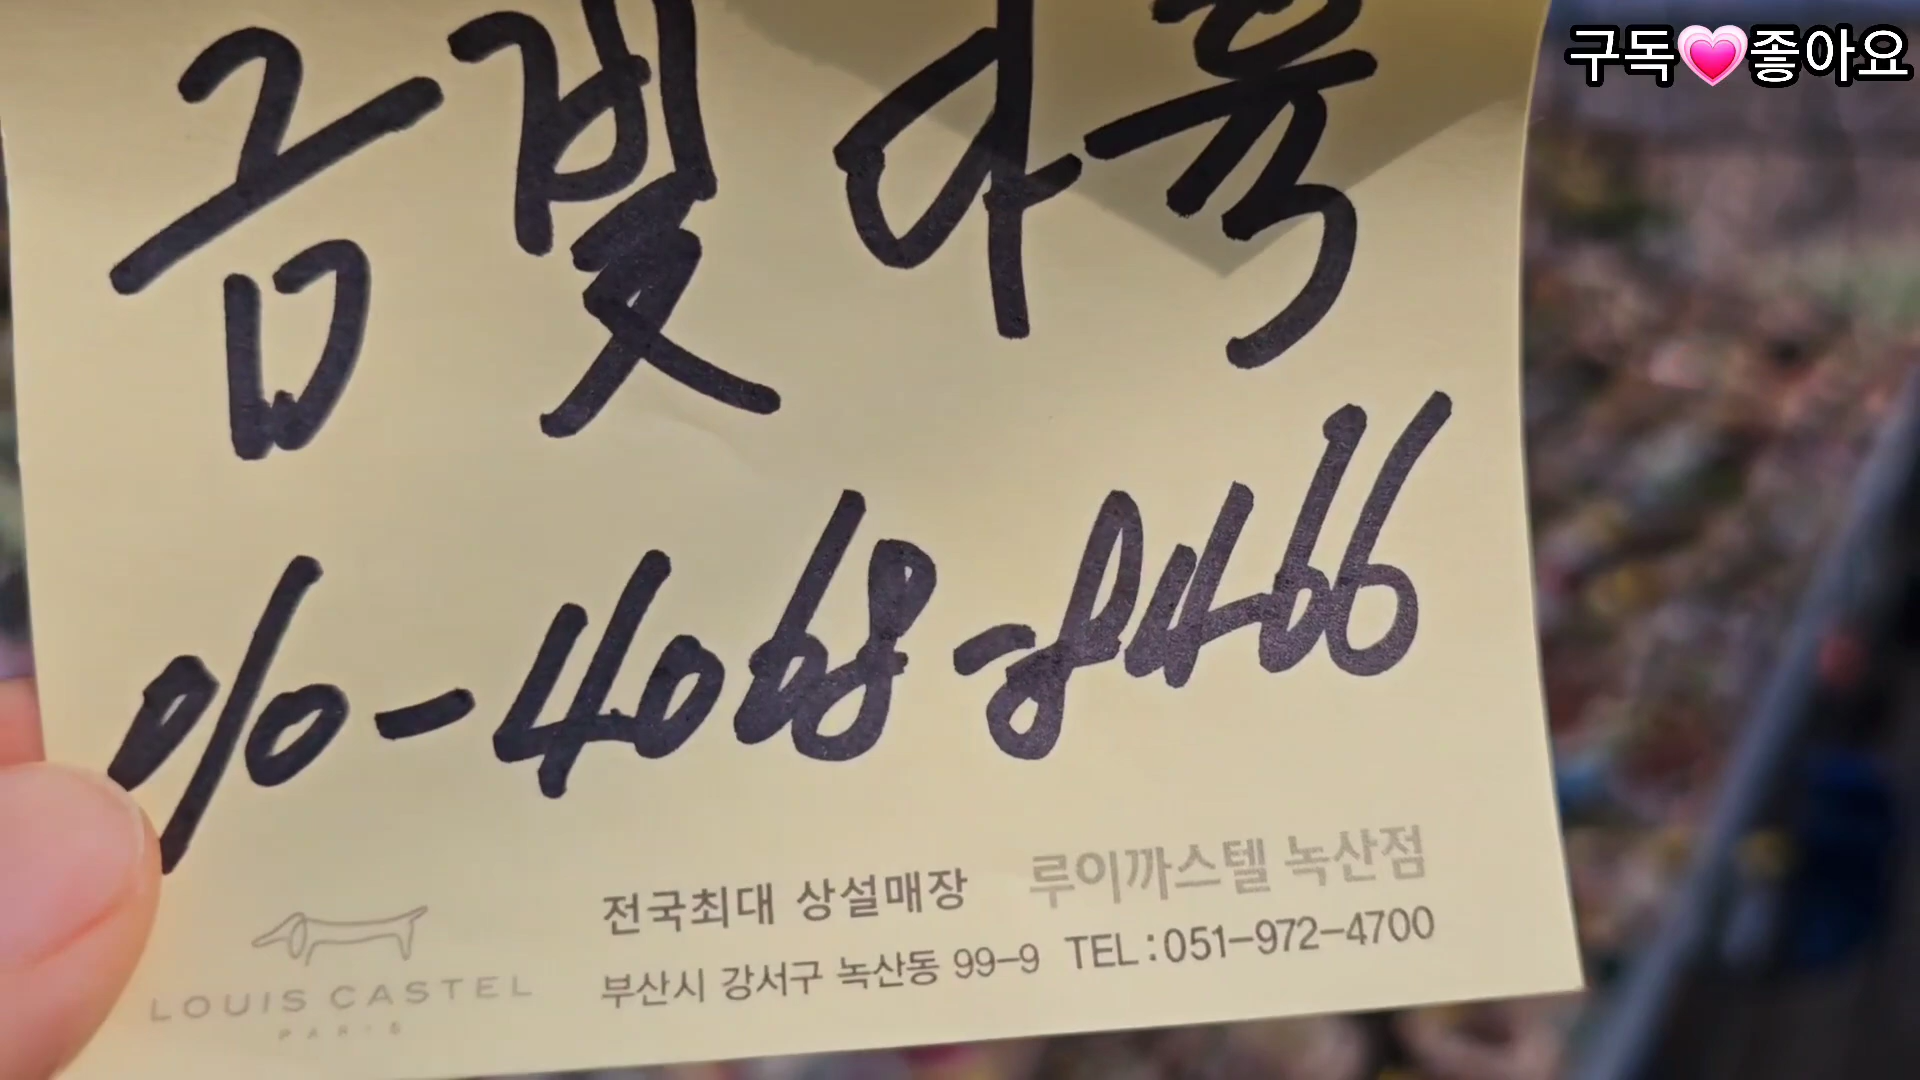 구독💗좋아요
금빛다육
010-4068-8466
전국최대 상설매장 루이까스텔 녹산점
부산시 강서구 녹산동 99-9 TEL:051-972-4700
LOUIS CASTEL
PARIS